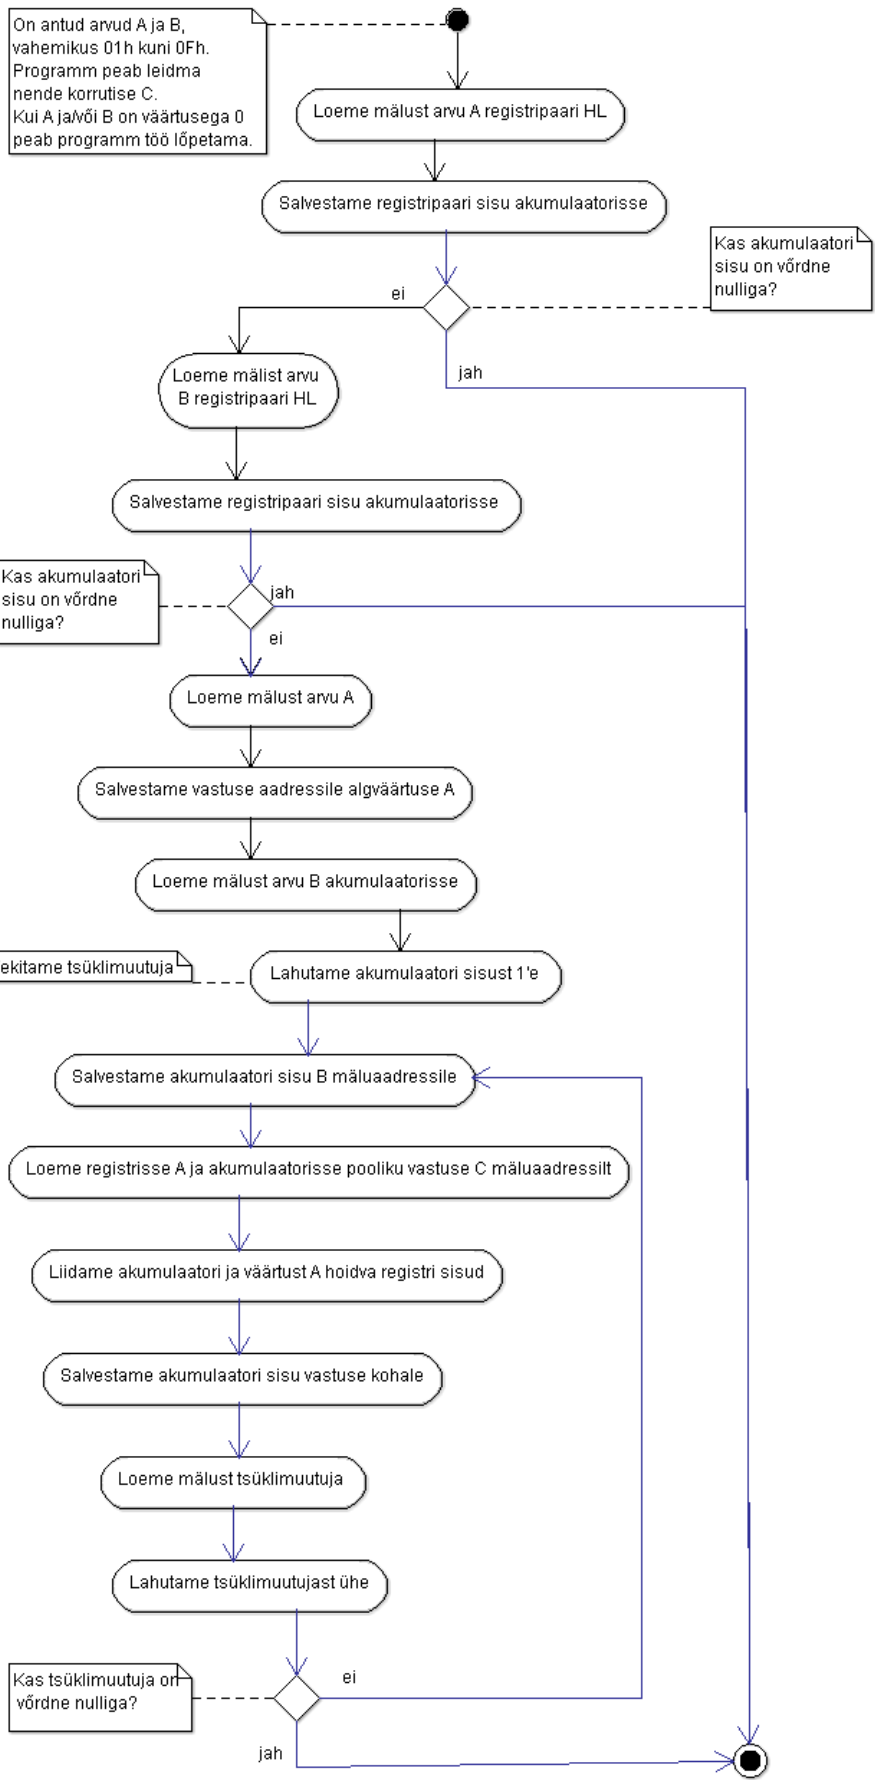 On antud arvud A ja B,
vahemikus 01h kuni 0Fh.
Programm peab leidma
nende korrutise C.
Kui A ja/või B on väärtusega 0
peab programm töö lõpetama.
Loeme mälust arvu A registripaari HL
Salvestame registripaari sisu akumulaatorisse
Kas akumulaatori
sisu on võrdne
nulliga?
ei
jah
Loeme mälist arvu
B registripaari HL
Salvestame registripaari sisu akumulaatorisse
Kas akumulaatori
sisu on võrdne
nulliga?
jah
ei
Loeme mälust arvu A
Salvestame vastuse aadressile algväärtuse A
Loeme mälust arvu B akumulaatorisse
ekitame tsüklimuutuja
Lahutame akumulaatori sisust 1'e
Salvestame akumulaatori sisu B mäluaadressile
Loeme registrisse A ja akumulaatorisse pooliku vastuse C mäluaadressilt
Liidame akumulaatori ja väärtust A hoidva registri sisud
Salvestame akumulaatori sisu vastuse kohale
Loeme mälust tsüklimuutuja
Lahutame tsüklimuutujast ühe
Kas tsüklimuutuja on
võrdne nulliga?
ei
jah